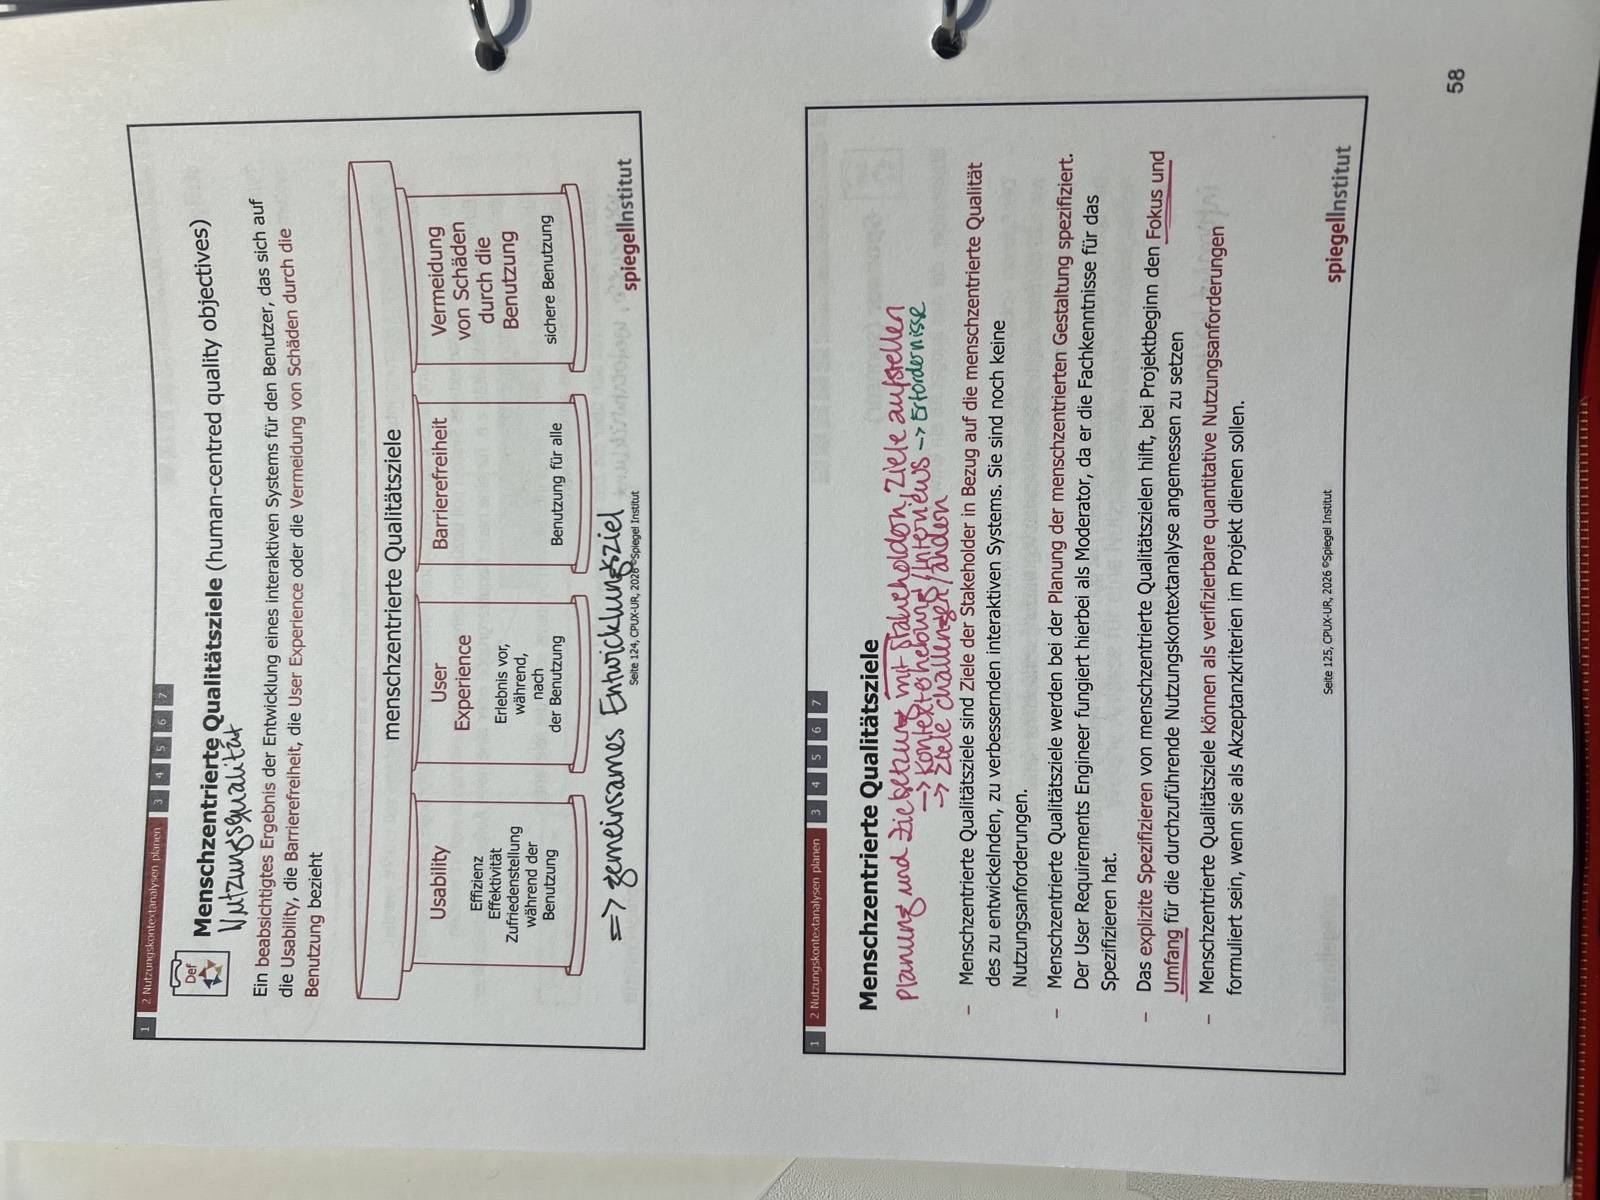 1 2 Nutzungskontextanalysen planen 3 4 5 6 7
Def
Menschzentrierte Qualitätsziele (human-centred quality objectives)
Nutzungsqualität
Ein beabsichtigtes Ergebnis der Entwicklung eines interaktiven Systems für den Benutzer, das sich auf
die Usability, die Barrierefreiheit, die User Experience oder die Vermeidung von Schäden durch die
Benutzung bezieht
menschzentrierte Qualitätsziele
Usability
Effizienz
Effektivität
Zufriedenstellung
während der
Benutzung
User
Experience
Erlebnis vor,
während,
nach
der Benutzung
Barrierefreiheit
Benutzung für alle
Vermeidung
von Schäden
durch die
Benutzung
sichere Benutzung
=> gemeinsames Entwicklungsziel
Seite 124, CPUX-UR, 2026 ©Spiegel Institut
spiegelInstitut
1 2 Nutzungskontextanalysen planen 3 4 5 6 7
Menschzentrierte Qualitätsziele
Planung und Zielsetzung mit Stakeholdern, Ziele aufstellen
-> Kontexterhebung/Interviews -> Erfordernisse
-> Ziele challengen/ändern
– Menschzentrierte Qualitätsziele sind Ziele der Stakeholder in Bezug auf die menschzentrierte Qualität
des zu entwickelnden, zu verbessernden interaktiven Systems. Sie sind noch keine
Nutzungsanforderungen.
– Menschzentrierte Qualitätsziele werden bei der Planung der menschzentrierten Gestaltung spezifiziert.
Der User Requirements Engineer fungiert hierbei als Moderator, da er die Fachkenntnisse für das
Spezifizieren hat.
– Das explizite Spezifizieren von menschzentrierte Qualitätszielen hilft, bei Projektbeginn den Fokus und
Umfang für die durchzuführende Nutzungskontextanalyse angemessen zu setzen
– Menschzentrierte Qualitätsziele können als verifizierbare quantitative Nutzungsanforderungen
formuliert sein, wenn sie als Akzeptanzkriterien im Projekt dienen sollen.
Seite 125, CPUX-UR, 2026 ©Spiegel Institut
spiegelInstitut
58